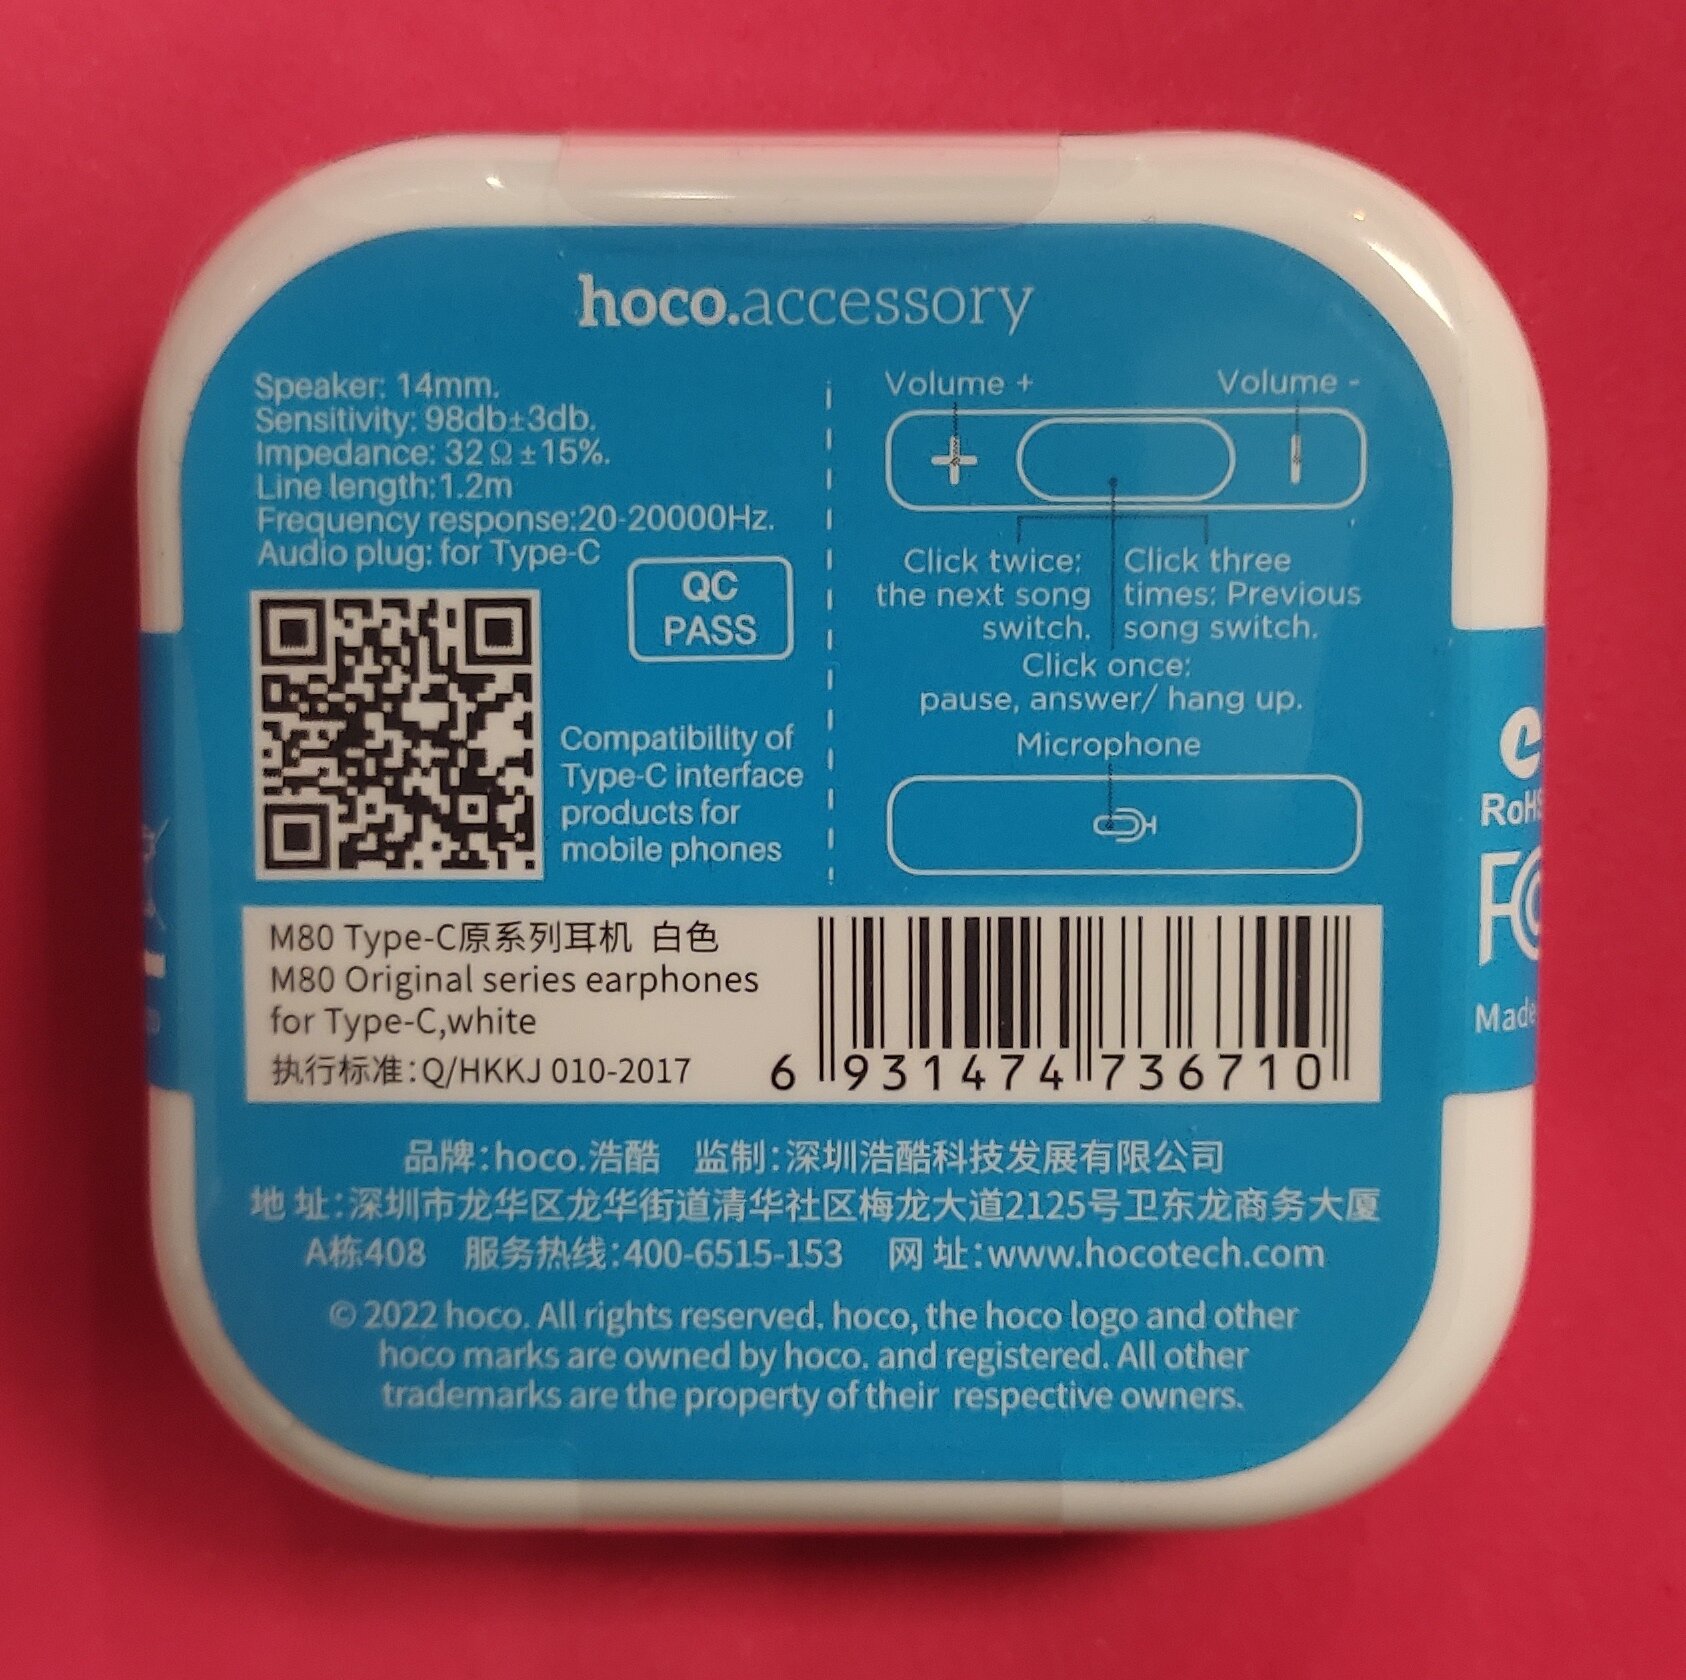 hoco.accessory
Speaker: 14mm.
Sensitivity: 98db±3db.
Impedance: 32Ω±15%.
Line length:1.2m
Frequency response:20-20000Hz.
Audio plug: for Type-C
QC
PASS
Compatibility of
Type-C interface
products for
mobile phones
Volume +
Volume -
Click twice:
the next song
switch.
Click three
times: Previous
song switch.
Click once:
pause, answer/ hang up.
Microphone
RoHS
FC
Made
M80 Type-C原系列耳机 白色
M80 Original series earphones
for Type-C,white
执行标准:Q/HKKJ 010-2017
6 931474 736710
品牌:hoco.浩酷 监制:深圳浩酷科技发展有限公司
地 址:深圳市龙华区龙华街道清华社区梅龙大道2125号卫东龙商务大厦
A栋408 服务热线:400-6515-153 网 址:www.hocotech.com
© 2022 hoco. All rights reserved. hoco, the hoco logo and other
hoco marks are owned by hoco. and registered. All other
trademarks are the property of their respective owners.